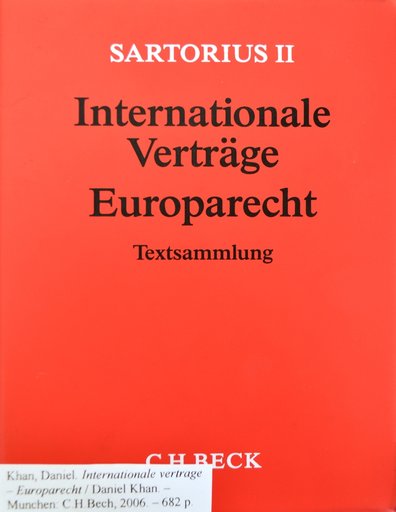 SARTORIUS II
Internationale
Verträge
Europarecht
Textsammlung
C.H.BECK
Khan, Daniel. Internationale vertrage
– Europarecht / Daniel Khan. –
Munchen: C.H Bech, 2006. – 682 p.